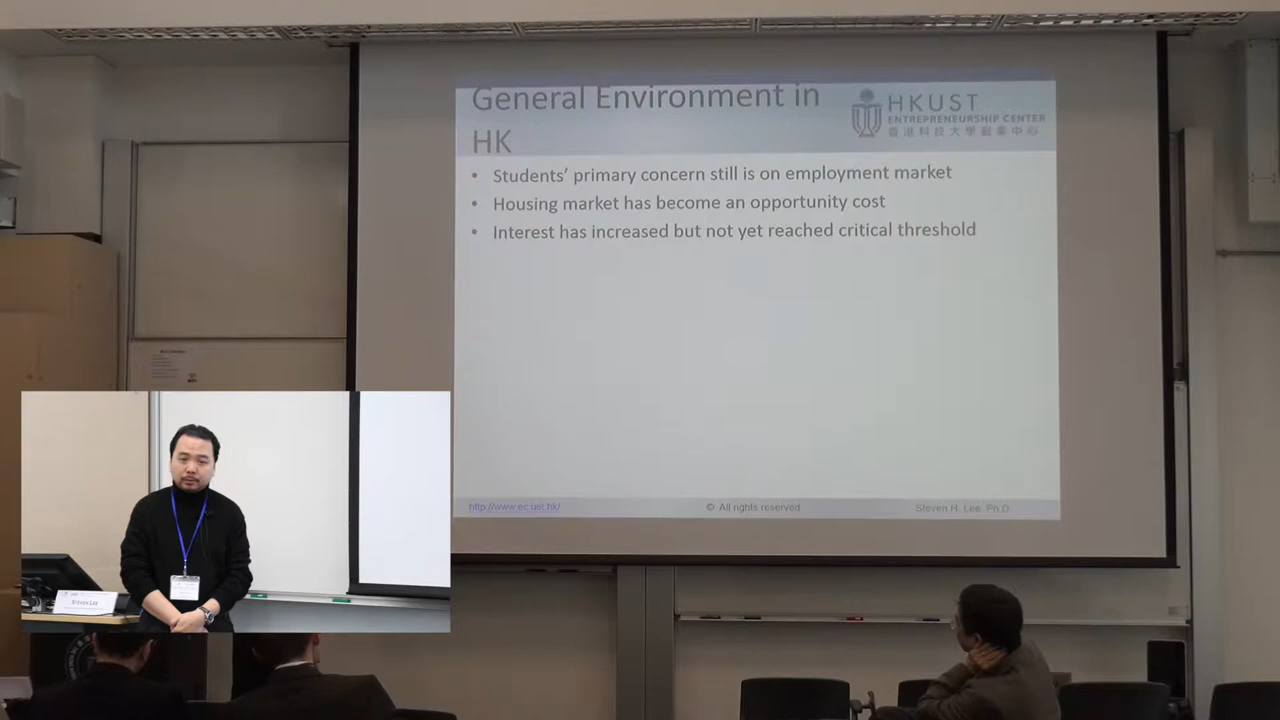 General Environment in
HK
HKUST
ENTREPRENEURSHIP CENTER
香港科技大學創業中心
• Students’ primary concern still is on employment market
• Housing market has become an opportunity cost
• Interest has increased but not yet reached critical threshold
http://www.ec.ust.hk/
© All rights reserved
Steven H. Lee, Ph.D.
STEVEN LEE